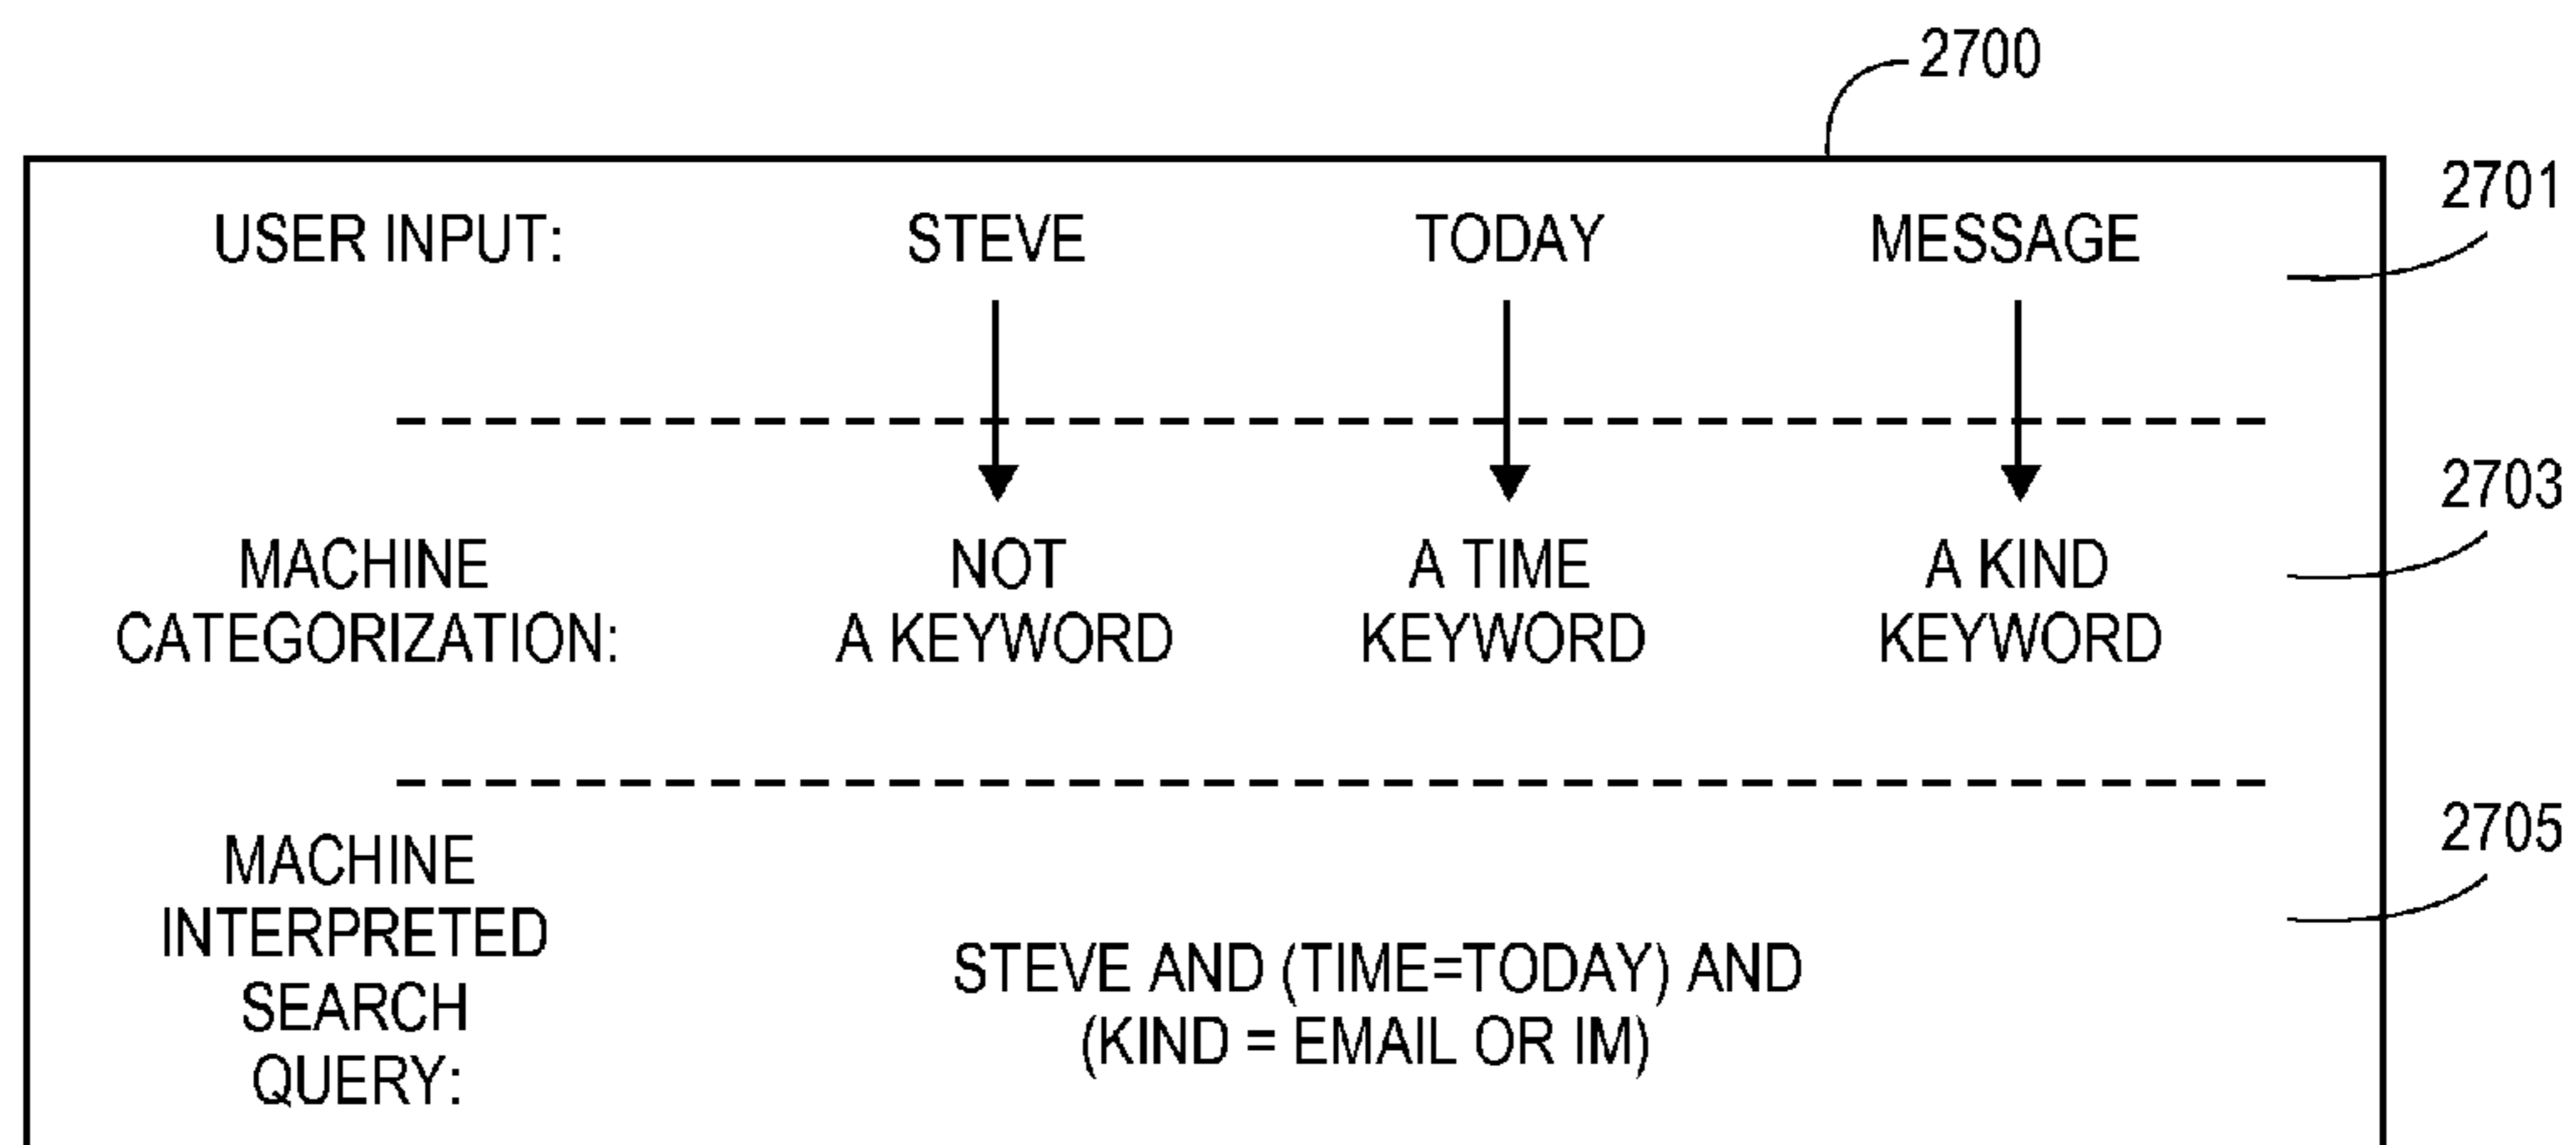 2700
2701
USER INPUT: STEVE TODAY MESSAGE
2703
MACHINE NOT A TIME A KIND
CATEGORIZATION: A KEYWORD KEYWORD KEYWORD
2705
MACHINE
INTERPRETED
SEARCH
QUERY:
STEVE AND (TIME=TODAY) AND
(KIND = EMAIL OR IM)